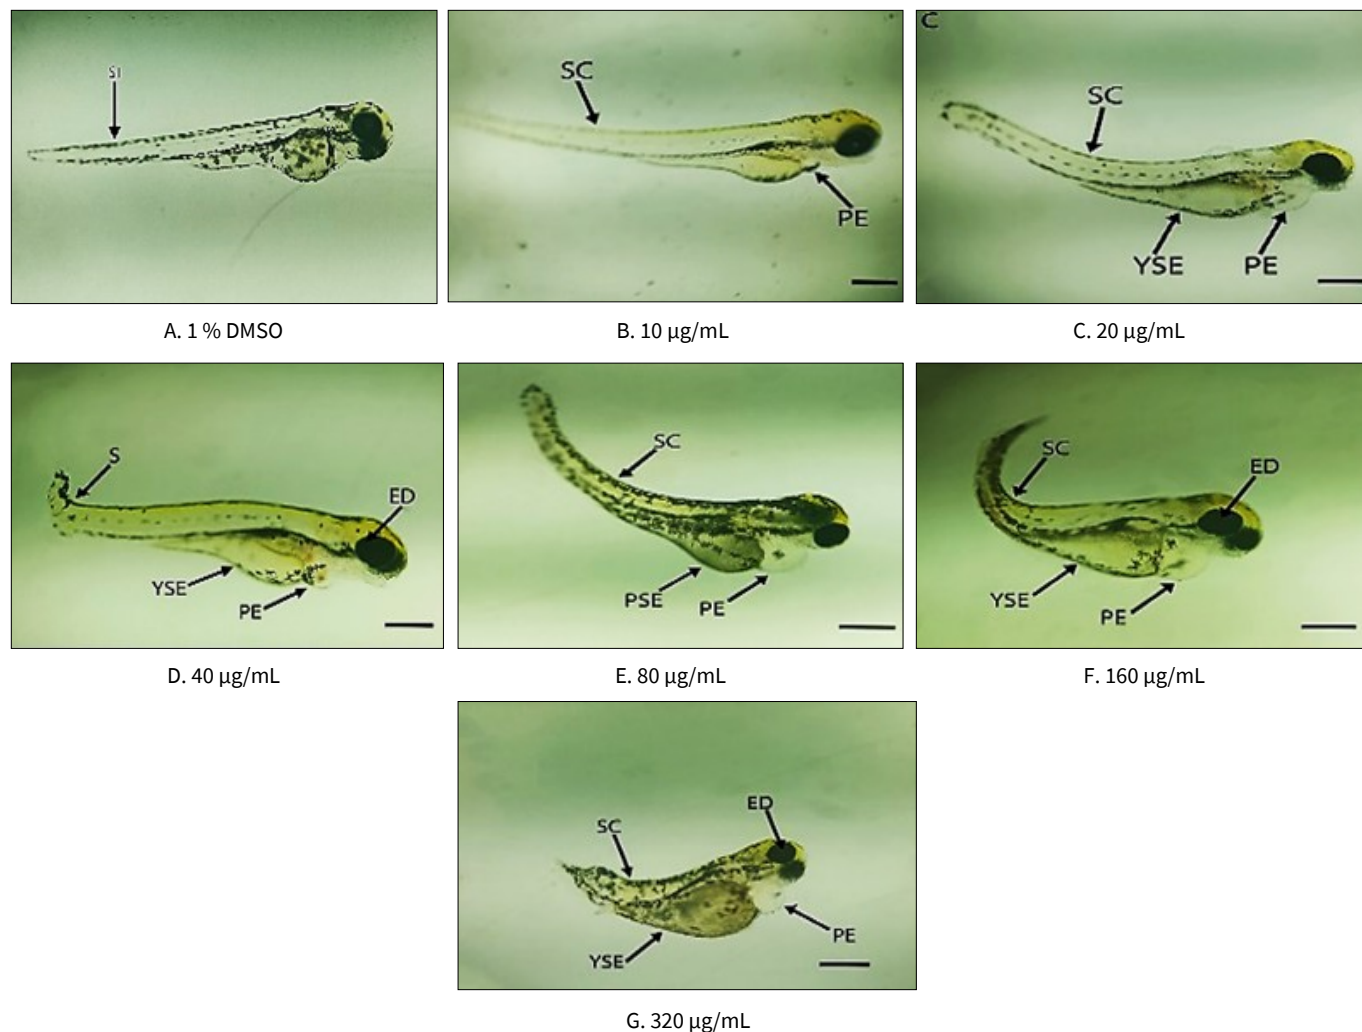 SI
SC
PE
A. 1 % DMSO
B. 10 µg/mL
C
SC
YSE
PE
C. 20 µg/mL
S
ED
YSE
PE
D. 40 µg/mL
SC
PSE
PE
E. 80 µg/mL
SC
ED
YSE
PE
F. 160 µg/mL
ED
SC
PE
YSE
G. 320 µg/mL